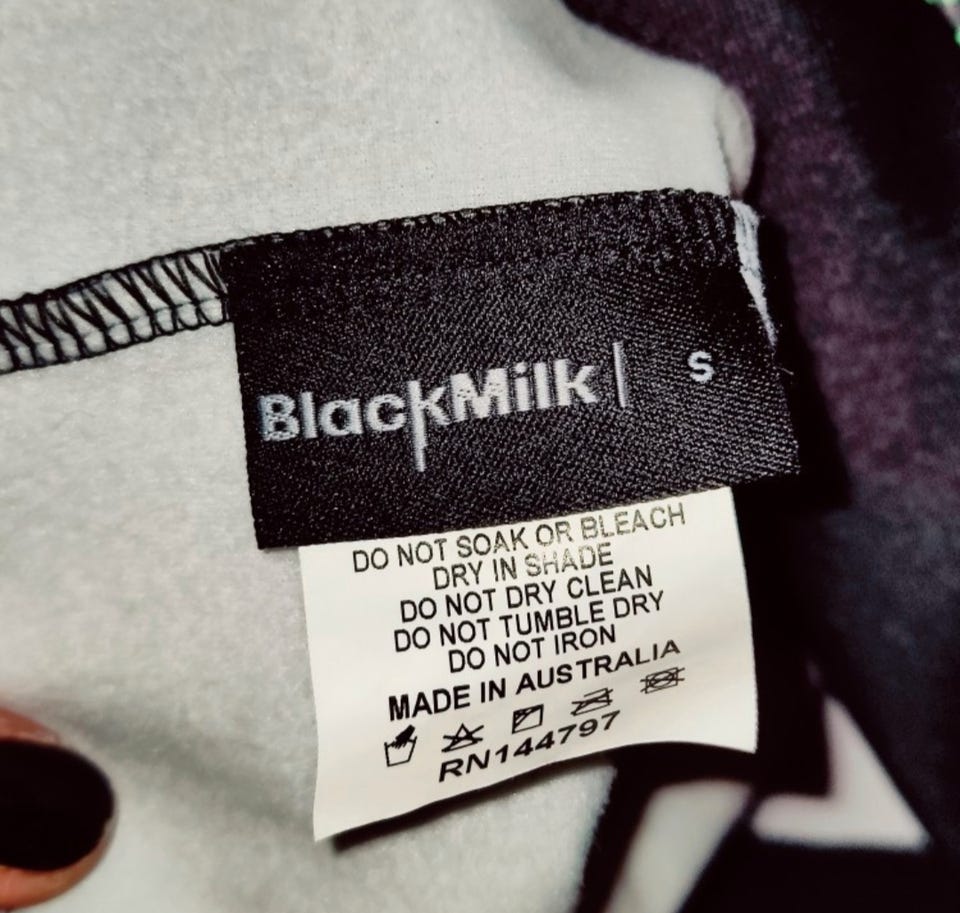 BlackMilk| S
DO NOT SOAK OR BLEACH
DRY IN SHADE
DO NOT DRY CLEAN
DO NOT TUMBLE DRY
DO NOT IRON
MADE IN AUSTRALIA
RN144797